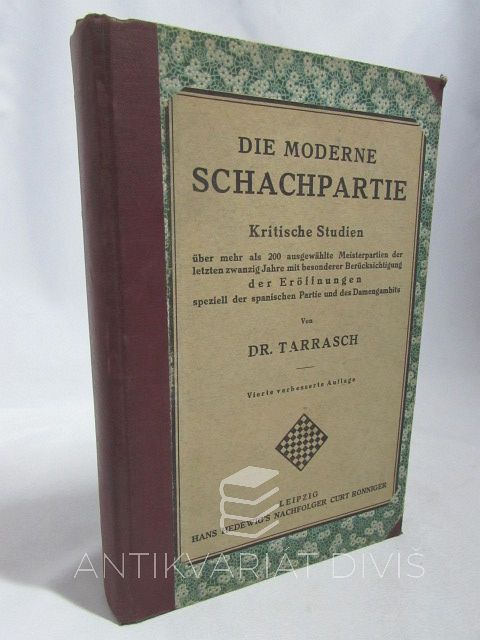 DIE MODERNE
SCHACHPARTIE
Kritische Studien
über mehr als 200 ausgewählte Meisterpartien der
letzten zwanzig Jahre mit besonderer Berücksichtigung
der Eröffnungen
speziell der spanischen Partie und des Damengambits
Von
DR. TARRASCH
Vierte verbesserte Auflage
LEIPZIG
HANS HEDEWIG'S NACHFOLGER CURT RONNIGER
ANTIKVARIÁT DIVIŠ